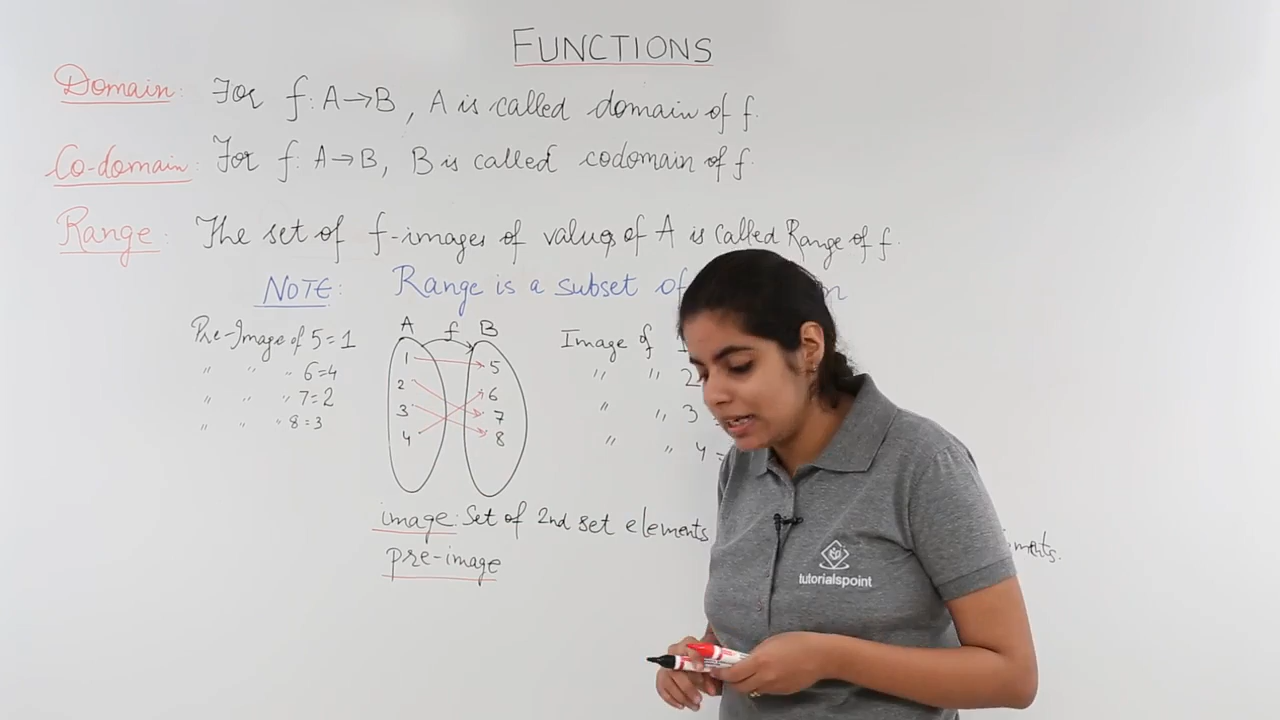 FUNCTIONS
Domain: For f: A→B, A is called domain of f.
Co-domain: For f: A→B, B is called codomain of f.
Range: The set of f-images of values of A is called Range of f.
NOTE: Range is a subset of
Pre-Image of 5 = 1
" " " 6 = 4
" " " 7 = 2
" " " 8 = 3
A f B
1 5
2 6
3 7
4 8
Image of
" " 2
" " 3
" " 4 =
image: Set of 2nd set elements
pre-image
tutorialspoint